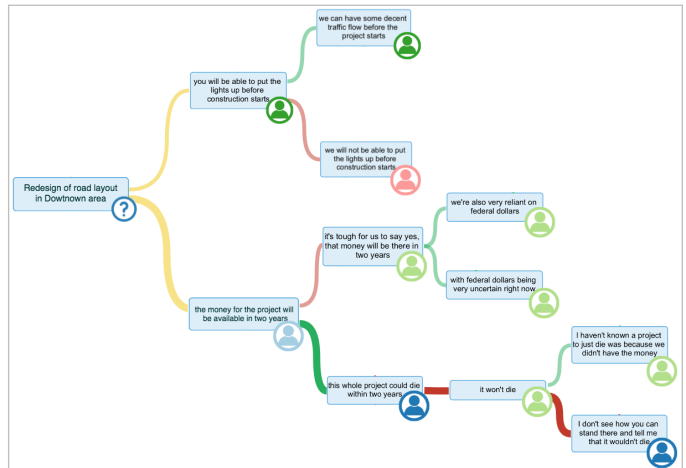 we can have some decent
traffic flow before the
project starts
you will be able to put the
lights up before
construction starts
we will not be able to put
the lights up before
construction starts
Redesign of road layout
in Dowtnown area
?
we're also very reliant on
federal dollars
it's tough for us to say yes,
that money will be there in
two years
with federal dollars being
very uncertain right now
the money for the project will
be available in two years
I haven't known a project
to just die was because we
didn't have the money
this whole project could die
within two years
it won't die
I don't see how you can
stand there and tell me
that it wouldn't die